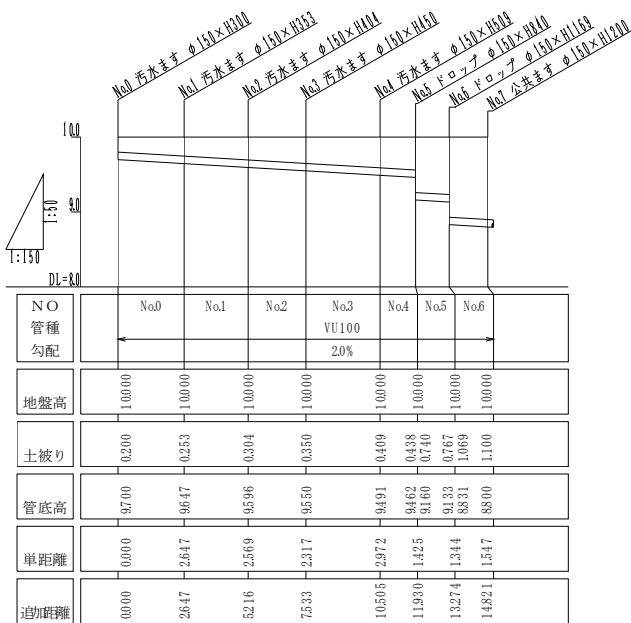 No.0 汚水ます φ150×H300
No.1 汚水ます φ150×H353
No.2 汚水ます φ150×H404
No.3 汚水ます φ150×H450
No.4 汚水ます φ150×H509
No.5 ドロップ φ150×H840
No.6 ドロップ φ150×H1169
No.7 公共ます φ150×H1200
10.0
9.0
DL=8.0
1:50
1:150
NO No.0 No.1 No.2 No.3 No.4 No.5 No.6
管種 VU100
勾配 2.0%
地盤高 10.000 10.000 10.000 10.000 10.000 10.000 10.000 10.000
土被り 0.200 0.253 0.304 0.350 0.409 0.438 0.740 0.767 1.069 1.100
管底高 9.700 9.647 9.596 9.550 9.491 9.462 9.160 9.133 8.831 8.800
単距離 0.000 2.647 2.569 2.317 2.972 1.425 1.344 1.547
追加距離 0.000 2.647 5.216 7.533 10.505 11.930 13.274 14.821